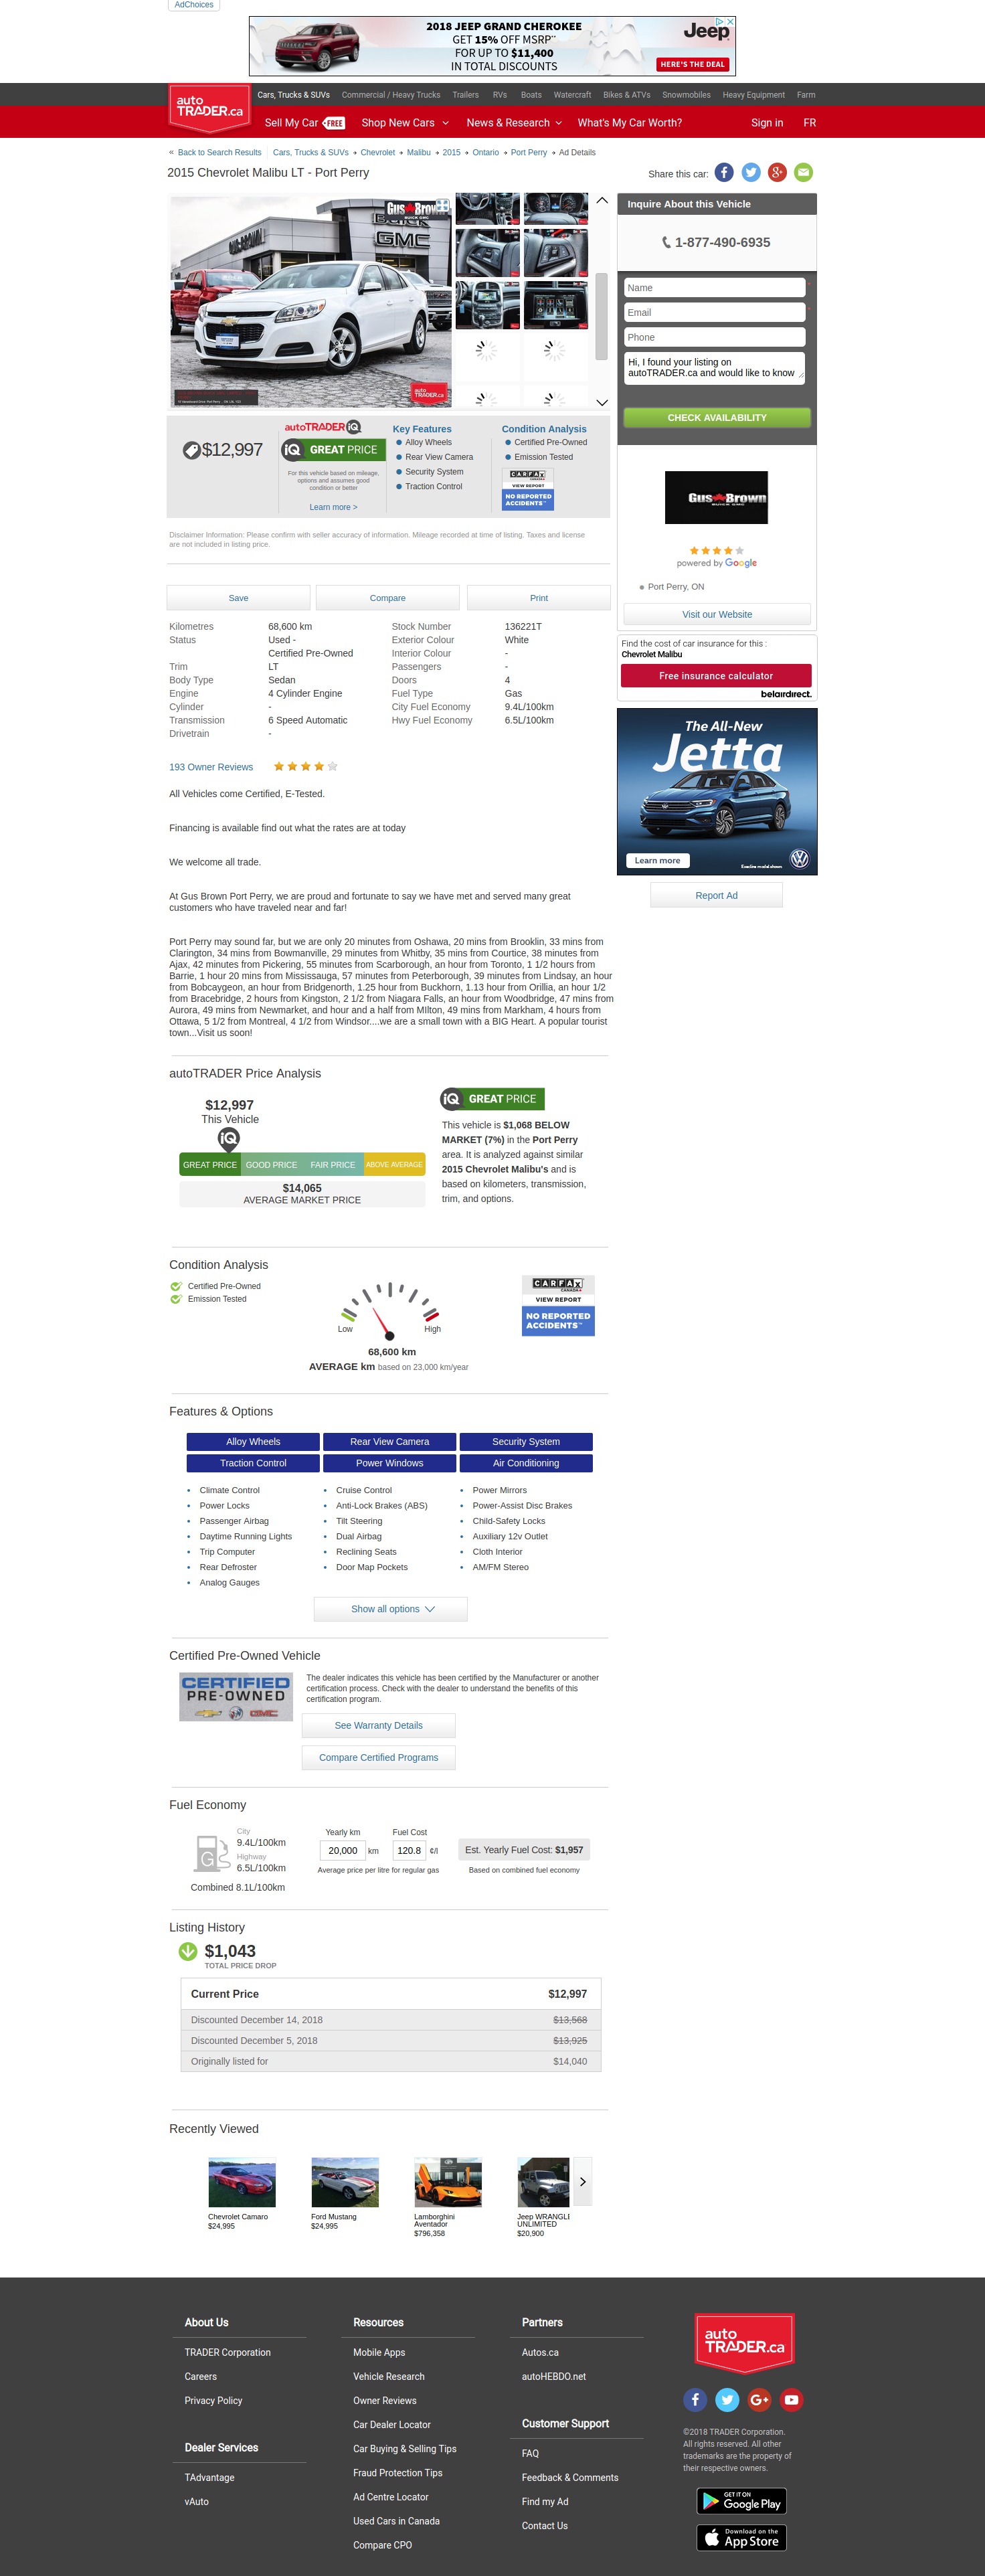 AdChoices
2018 JEEP GRAND CHEROKEE
GET 15% OFF MSRP
FOR UP TO $11,400
IN TOTAL DISCOUNTS
Jeep
HERE'S THE DEAL
auto
TRADER.ca
Cars, Trucks & SUVs Commercial / Heavy Trucks Trailers RVs Boats Watercraft Bikes & ATVs Snowmobiles Heavy Equipment Farm
Sell My Car FREE Shop New Cars News & Research What's My Car Worth? Sign in FR
« Back to Search Results Cars, Trucks & SUVs Chevrolet Malibu 2015 Ontario Port Perry Ad Details
2015 Chevrolet Malibu LT - Port Perry
Share this car:
Gus Brown
BUICK GMC
BUICK
GMC
GUS BROWN
auto
TRADER.ca
Inquire About this Vehicle
1-877-490-6935
Name
Email
Phone
Hi, I found your listing on
autoTRADER.ca and would like to know
CHECK AVAILABILITY
$12,997
autoTRADER iQ
iQ GREAT PRICE
For this vehicle based on mileage,
options and assumes good
condition or better
Learn more >
Key Features
Alloy Wheels
Rear View Camera
Security System
Traction Control
Condition Analysis
Certified Pre-Owned
Emission Tested
CARFAX
CANADA
VIEW REPORT
NO REPORTED
ACCIDENTS™
Disclaimer Information: Please confirm with seller accuracy of information. Mileage recorded at time of listing. Taxes and license
are not included in listing price.
Gus Brown
BUICK GMC
powered by Google
Port Perry, ON
Visit our Website
Find the cost of car insurance for this :
Chevrolet Malibu
Free insurance calculator
belairdirect.
The All-New
Jetta
Learn more
Execline model shown
Report Ad
Save Compare Print
Kilometres 68,600 km Stock Number 136221T
Status Used - Exterior Colour White
Certified Pre-Owned Interior Colour -
Trim LT Passengers -
Body Type Sedan Doors 4
Engine 4 Cylinder Engine Fuel Type Gas
Cylinder - City Fuel Economy 9.4L/100km
Transmission 6 Speed Automatic Hwy Fuel Economy 6.5L/100km
Drivetrain -
193 Owner Reviews
All Vehicles come Certified, E-Tested.
Financing is available find out what the rates are at today
We welcome all trade.
At Gus Brown Port Perry, we are proud and fortunate to say we have met and served many great
customers who have traveled near and far!
Port Perry may sound far, but we are only 20 minutes from Oshawa, 20 mins from Brooklin, 33 mins from
Clarington, 34 mins from Bowmanville, 29 minutes from Whitby, 35 mins from Courtice, 38 minutes from
Ajax, 42 minutes from Pickering, 55 minutes from Scarborough, an hour from Toronto, 1 1/2 hours from
Barrie, 1 hour 20 mins from Mississauga, 57 minutes from Peterborough, 39 minutes from Lindsay, an hour
from Bobcaygeon, an hour from Bridgenorth, 1.25 hour from Buckhorn, 1.13 hour from Orillia, an hour 1/2
from Bracebridge, 2 hours from Kingston, 2 1/2 from Niagara Falls, an hour from Woodbridge, 47 mins from
Aurora, 49 mins from Newmarket, and hour and a half from MIlton, 49 mins from Markham, 4 hours from
Ottawa, 5 1/2 from Montreal, 4 1/2 from Windsor....we are a small town with a BIG Heart. A popular tourist
town...Visit us soon!
autoTRADER Price Analysis
$12,997
This Vehicle
iQ
GREAT PRICE GOOD PRICE FAIR PRICE ABOVE AVERAGE
$14,065
AVERAGE MARKET PRICE
iQ GREAT PRICE
This vehicle is $1,068 BELOW
MARKET (7%) in the Port Perry
area. It is analyzed against similar
2015 Chevrolet Malibu's and is
based on kilometers, transmission,
trim, and options.
Condition Analysis
Certified Pre-Owned
Emission Tested
Low High
68,600 km
AVERAGE km based on 23,000 km/year
CARFAX
CANADA
VIEW REPORT
NO REPORTED
ACCIDENTS™
Features & Options
Alloy Wheels Rear View Camera Security System
Traction Control Power Windows Air Conditioning
Climate Control Cruise Control Power Mirrors
Power Locks Anti-Lock Brakes (ABS) Power-Assist Disc Brakes
Passenger Airbag Tilt Steering Child-Safety Locks
Daytime Running Lights Dual Airbag Auxiliary 12v Outlet
Trip Computer Reclining Seats Cloth Interior
Rear Defroster Door Map Pockets AM/FM Stereo
Analog Gauges
Show all options
Certified Pre-Owned Vehicle
CERTIFIED
PRE-OWNED
GMC
The dealer indicates this vehicle has been certified by the Manufacturer or another
certification process. Check with the dealer to understand the benefits of this
certification program.
See Warranty Details
Compare Certified Programs
Fuel Economy
G
City
9.4L/100km
Highway
6.5L/100km
Combined 8.1L/100km
Yearly km Fuel Cost
20,000 km 120.8 ¢/l
Average price per litre for regular gas
Est. Yearly Fuel Cost: $1,957
Based on combined fuel economy
Listing History
$1,043
TOTAL PRICE DROP
Current Price $12,997
Discounted December 14, 2018 $13,568
Discounted December 5, 2018 $13,925
Originally listed for $14,040
Recently Viewed
Chevrolet Camaro
$24,995
Ford Mustang
$24,995
Lamborghini
Aventador
$796,358
Jeep WRANGLE
UNLIMITED
$20,900
About Us
TRADER Corporation
Careers
Privacy Policy
Dealer Services
TAdvantage
vAuto
Resources
Mobile Apps
Vehicle Research
Owner Reviews
Car Dealer Locator
Car Buying & Selling Tips
Fraud Protection Tips
Ad Centre Locator
Used Cars in Canada
Compare CPO
Partners
Autos.ca
autoHEBDO.net
Customer Support
FAQ
Feedback & Comments
Find my Ad
Contact Us
auto
TRADER.ca
©2018 TRADER Corporation.
All rights reserved. All other
trademarks are the property of
their respective owners.
GET IT ON
Google Play
Download on the
App Store